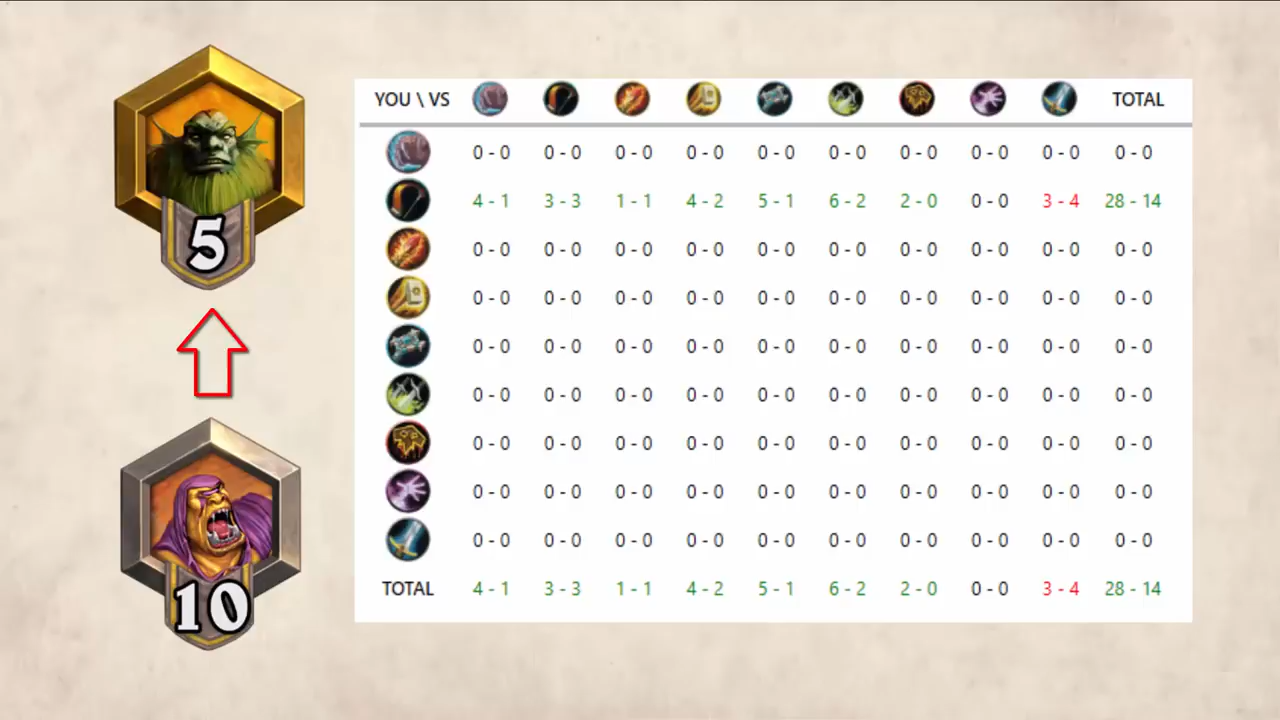 YOU \ VS TOTAL
0 - 0 0 - 0 0 - 0 0 - 0 0 - 0 0 - 0 0 - 0 0 - 0 0 - 0 0 - 0
4 - 1 3 - 3 1 - 1 4 - 2 5 - 1 6 - 2 2 - 0 0 - 0 3 - 4 28 - 14
5
0 - 0 0 - 0 0 - 0 0 - 0 0 - 0 0 - 0 0 - 0 0 - 0 0 - 0 0 - 0
0 - 0 0 - 0 0 - 0 0 - 0 0 - 0 0 - 0 0 - 0 0 - 0 0 - 0 0 - 0
0 - 0 0 - 0 0 - 0 0 - 0 0 - 0 0 - 0 0 - 0 0 - 0 0 - 0 0 - 0
0 - 0 0 - 0 0 - 0 0 - 0 0 - 0 0 - 0 0 - 0 0 - 0 0 - 0 0 - 0
0 - 0 0 - 0 0 - 0 0 - 0 0 - 0 0 - 0 0 - 0 0 - 0 0 - 0 0 - 0
0 - 0 0 - 0 0 - 0 0 - 0 0 - 0 0 - 0 0 - 0 0 - 0 0 - 0 0 - 0
0 - 0 0 - 0 0 - 0 0 - 0 0 - 0 0 - 0 0 - 0 0 - 0 0 - 0 0 - 0
TOTAL 4 - 1 3 - 3 1 - 1 4 - 2 5 - 1 6 - 2 2 - 0 0 - 0 3 - 4 28 - 14
10